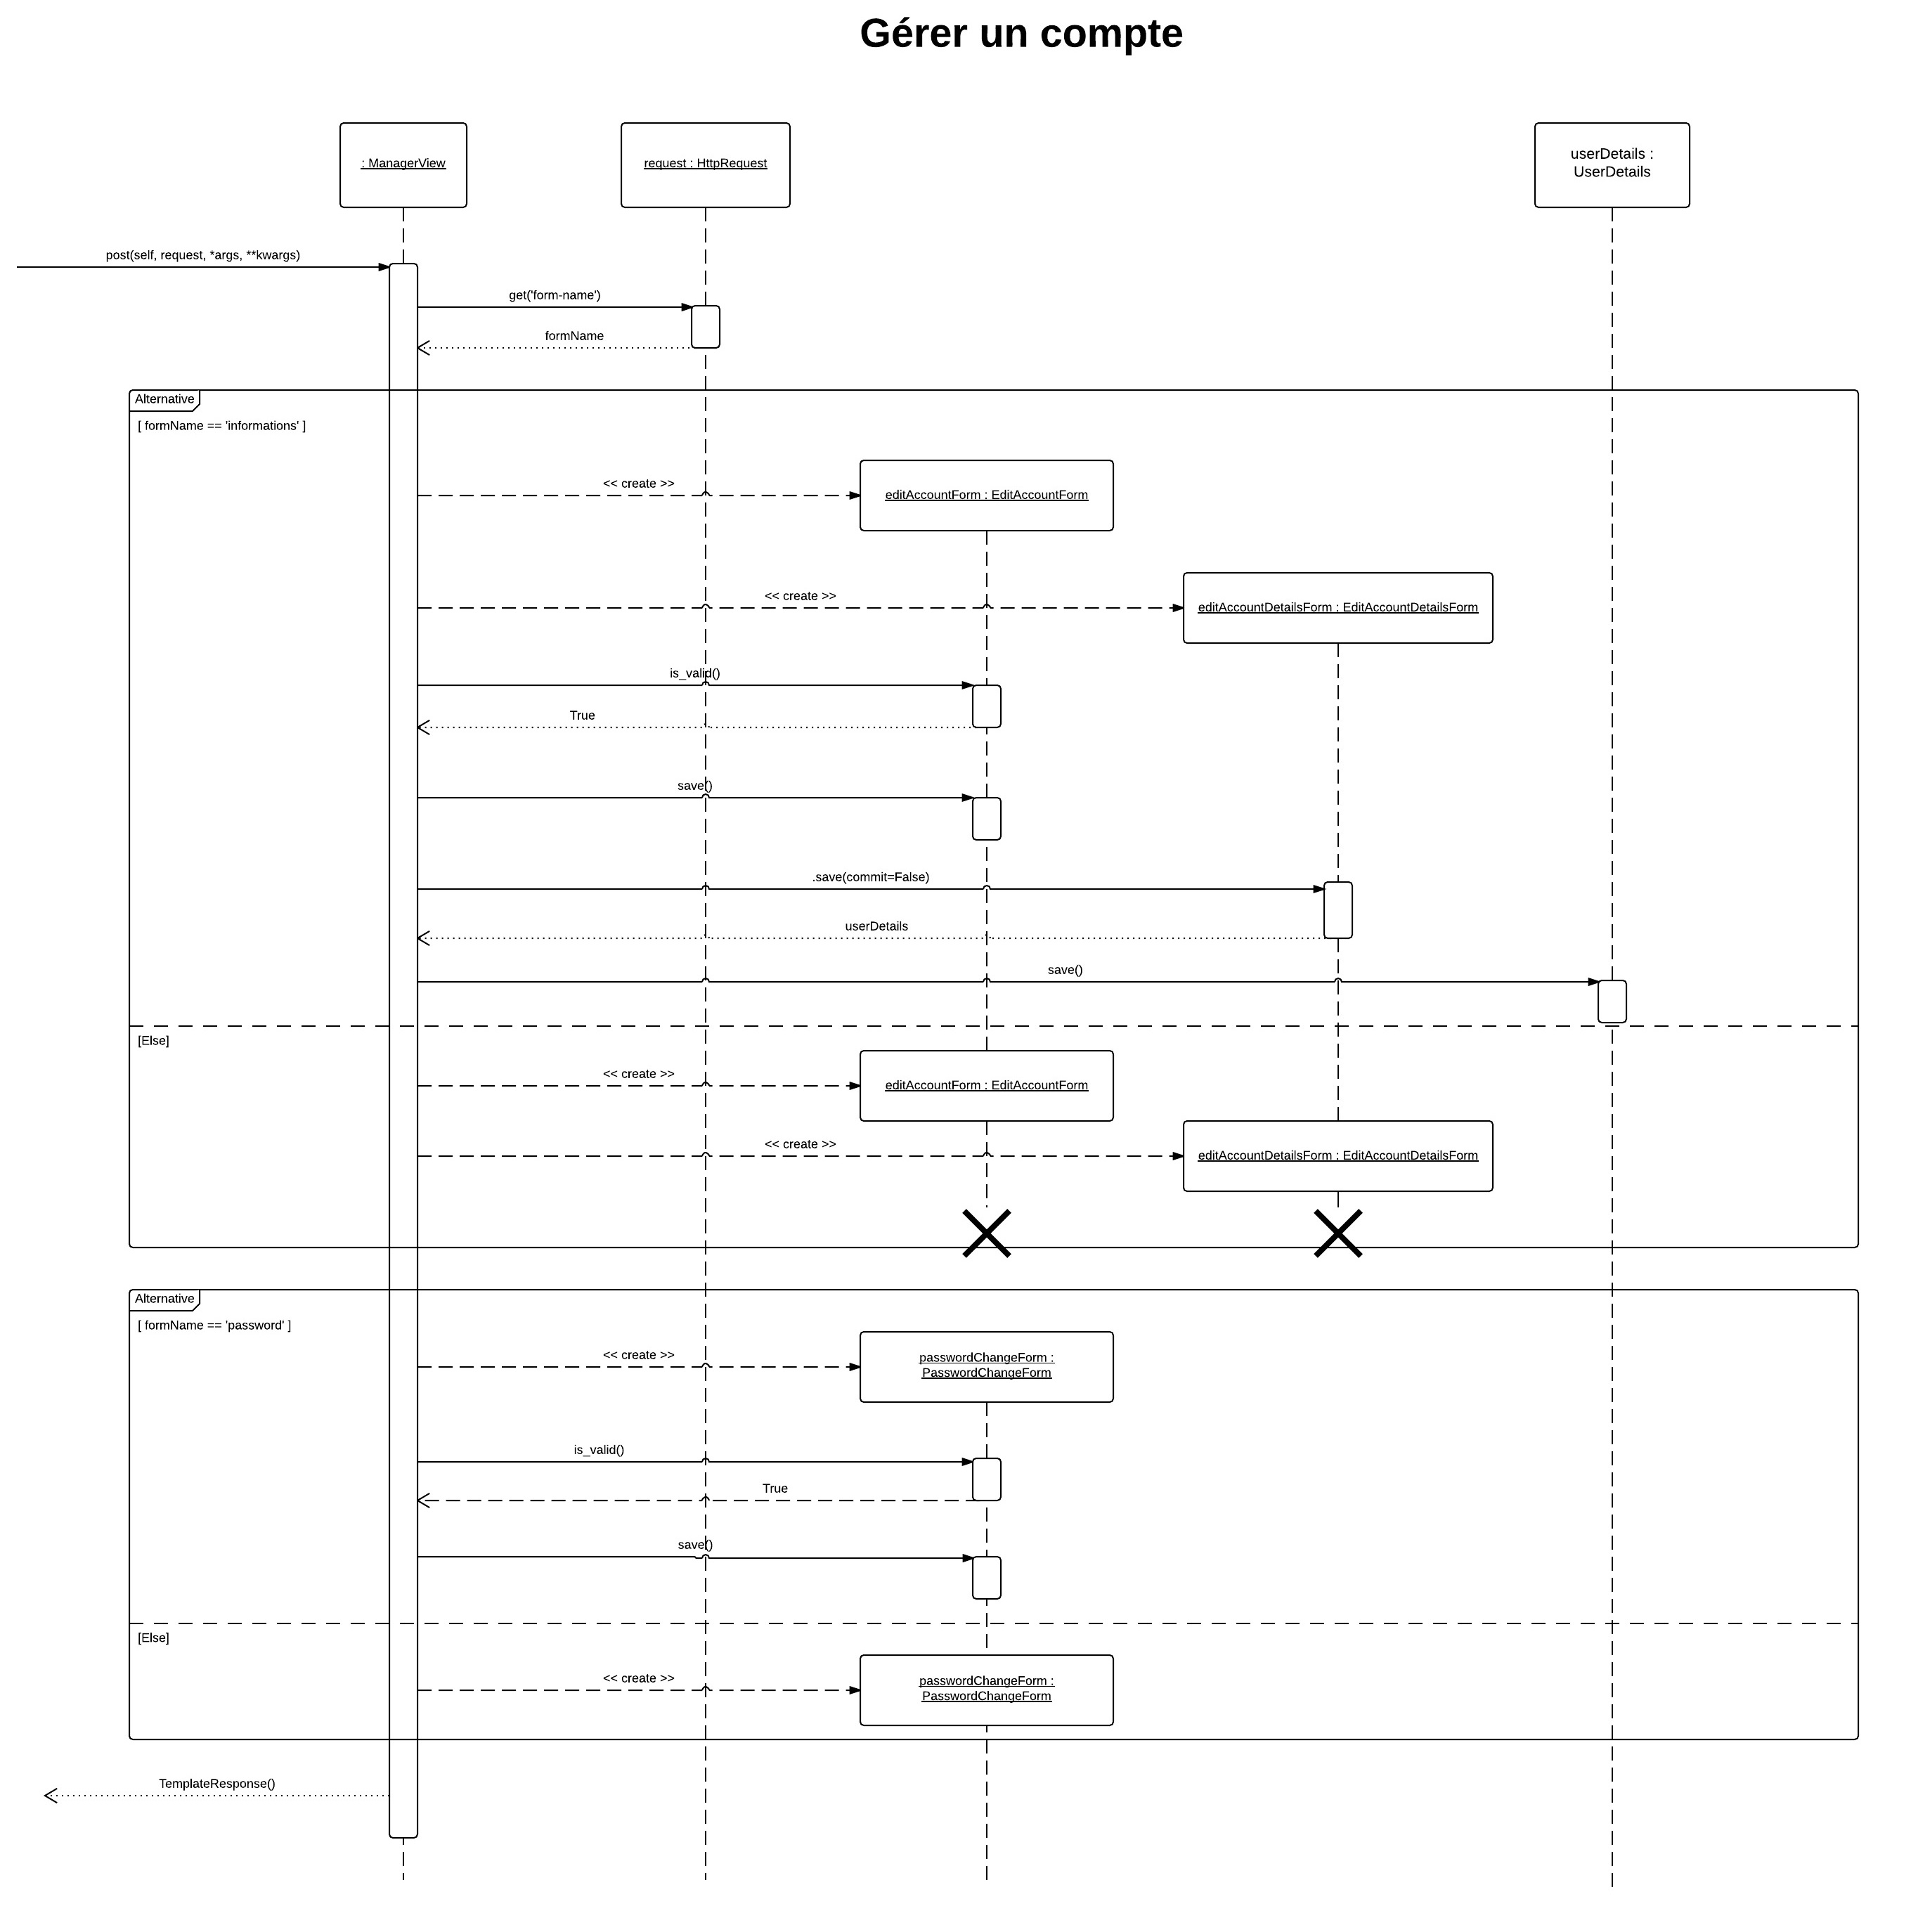 Gérer un compte
: ManagerView
request : HttpRequest
userDetails :
UserDetails
post(self, request, *args, **kwargs)
get('form-name')
formName
Alternative
[ formName == 'informations' ]
<< create >>
editAccountForm : EditAccountForm
<< create >>
editAccountDetailsForm : EditAccountDetailsForm
is_valid()
True
save()
.save(commit=False)
userDetails
save()
[Else]
<< create >>
editAccountForm : EditAccountForm
<< create >>
editAccountDetailsForm : EditAccountDetailsForm
Alternative
[ formName == 'password' ]
<< create >>
passwordChangeForm :
PasswordChangeForm
is_valid()
True
save()
[Else]
<< create >>
passwordChangeForm :
PasswordChangeForm
TemplateResponse()